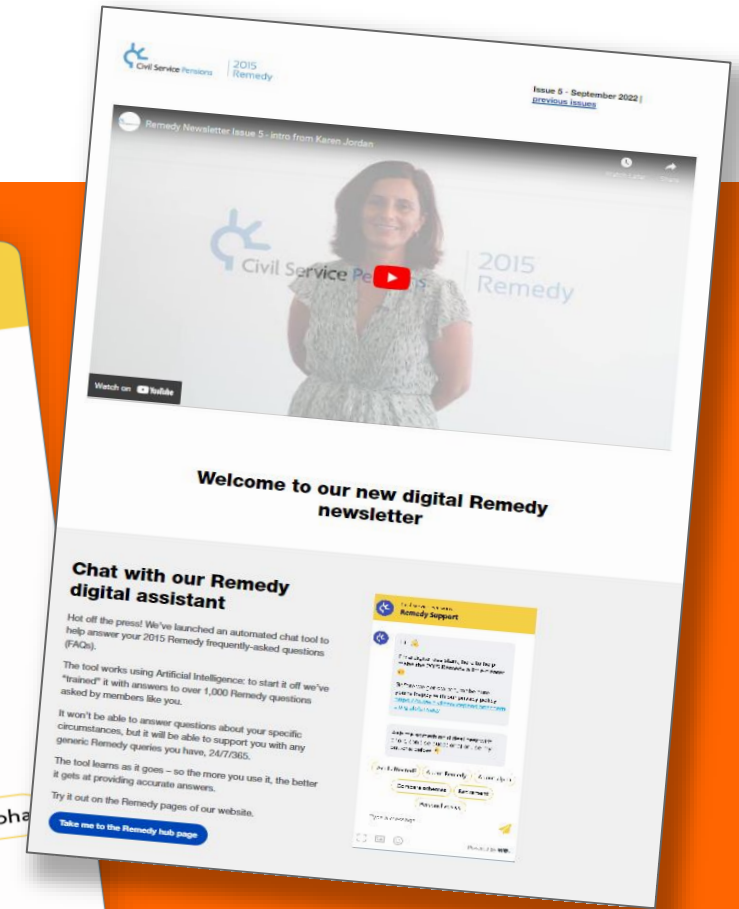 Civil Service Pensions
2015
Remedy
Issue 5 - September 2022 |
previous issues
Remedy Newsletter Issue 5 - intro from Karen Jordan
Civil Service Pensions
2015
Remedy
Watch on YouTube
Welcome to our new digital Remedy
newsletter
Chat with our Remedy
digital assistant
Hot off the press! We've launched an automated chat tool to
help answer your 2015 Remedy frequently-asked questions
(FAQs).
The tool works using Artificial Intelligence: to start it off we've
"trained" it with answers to over 1,000 Remedy questions
asked by members like you.
It won't be able to answer questions about your specific
circumstances, but it will be able to support you with any
generic Remedy queries you have, 24/7/365.
The tool learns as it goes – so the more you use it, the better
it gets at providing accurate answers.
Try it out on the Remedy pages of our website.
Take me to the Remedy hub page
Remedy Support
Type a message
pha